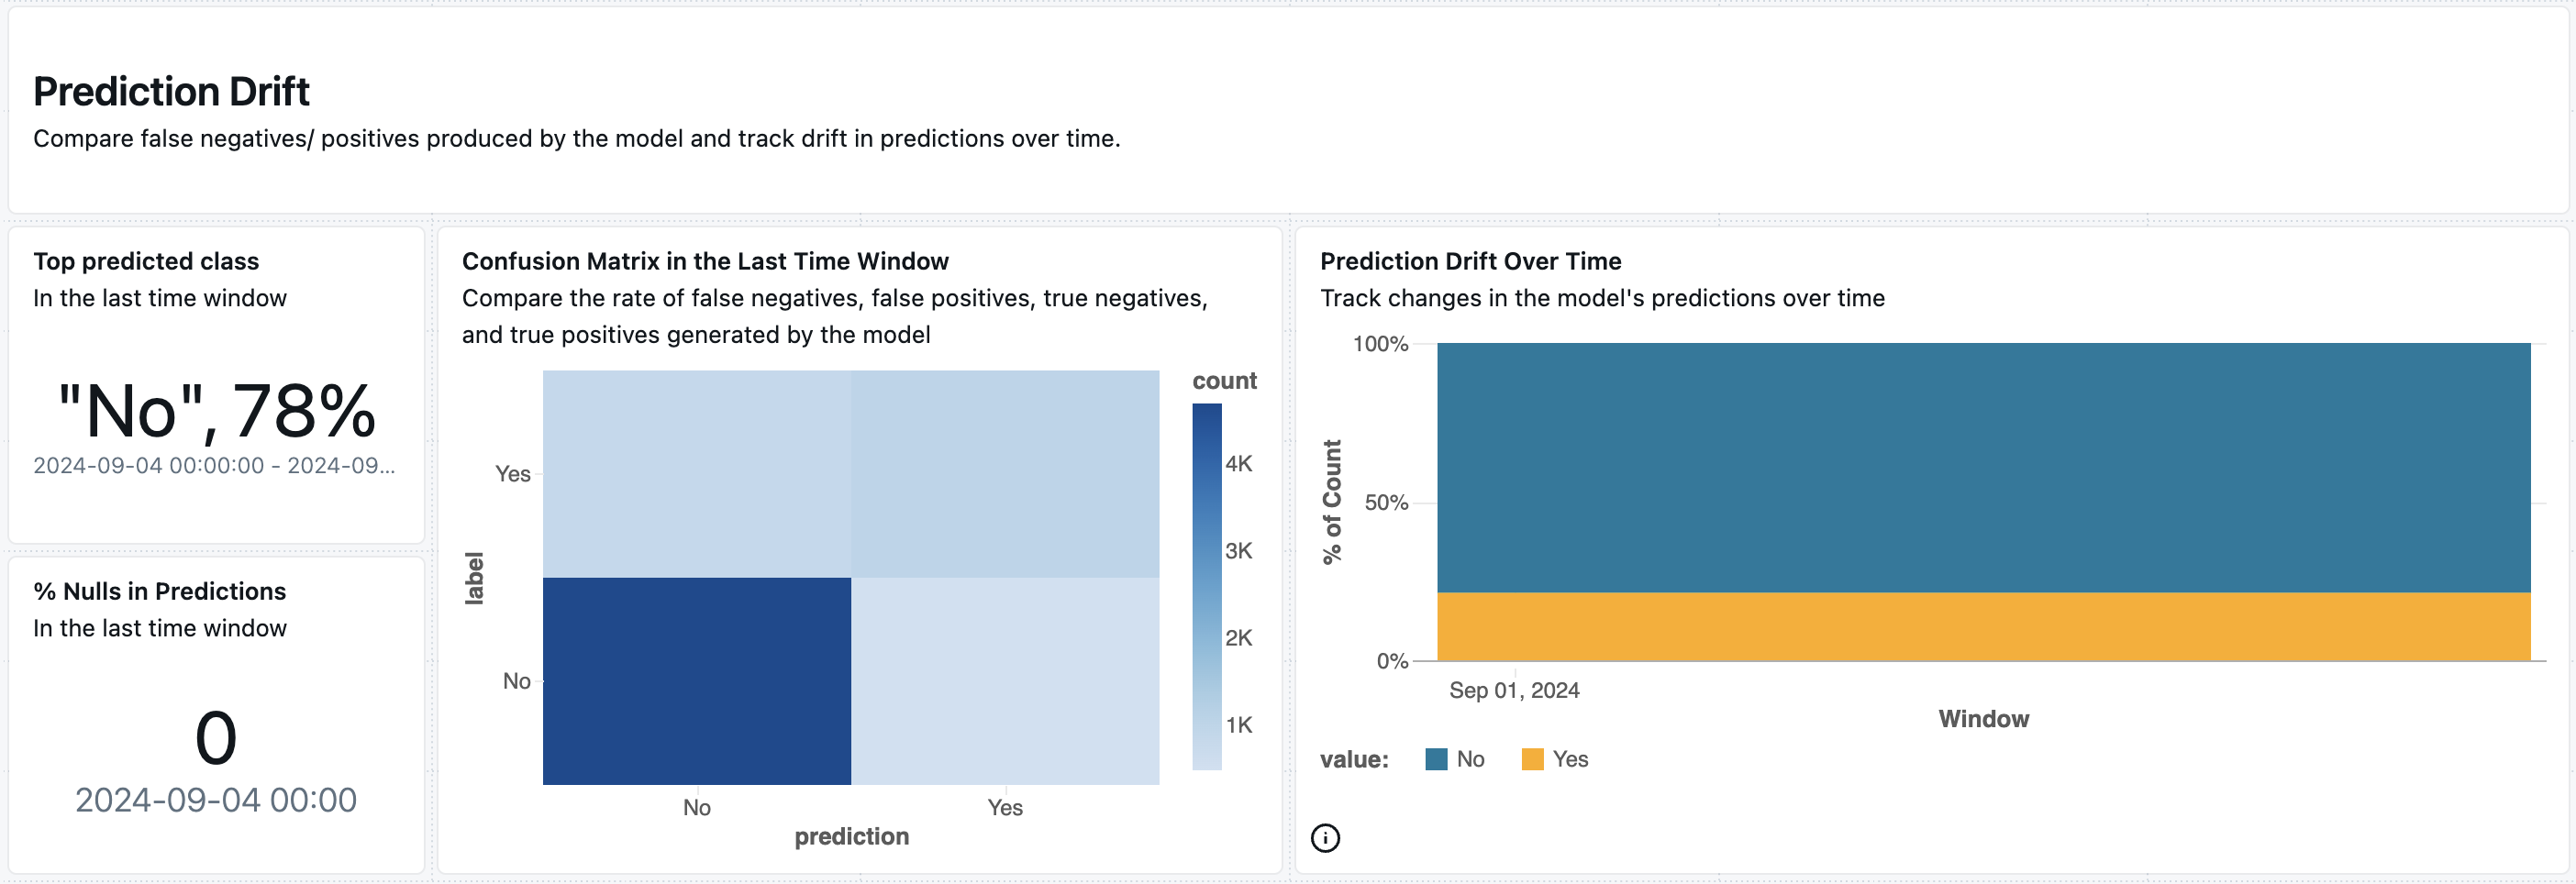 Prediction Drift
Compare false negatives/ positives produced by the model and track drift in predictions over time.
Top predicted class
In the last time window
"No", 78%
2024-09-04 00:00:00 - 2024-09...
% Nulls in Predictions
In the last time window
0
2024-09-04 00:00
Confusion Matrix in the Last Time Window
Compare the rate of false negatives, false positives, true negatives,
and true positives generated by the model
count
4K
3K
2K
1K
Yes
No
label
No
Yes
prediction
Prediction Drift Over Time
Track changes in the model's predictions over time
100%
50%
0%
% of Count
Sep 01, 2024
Window
value:
No
Yes